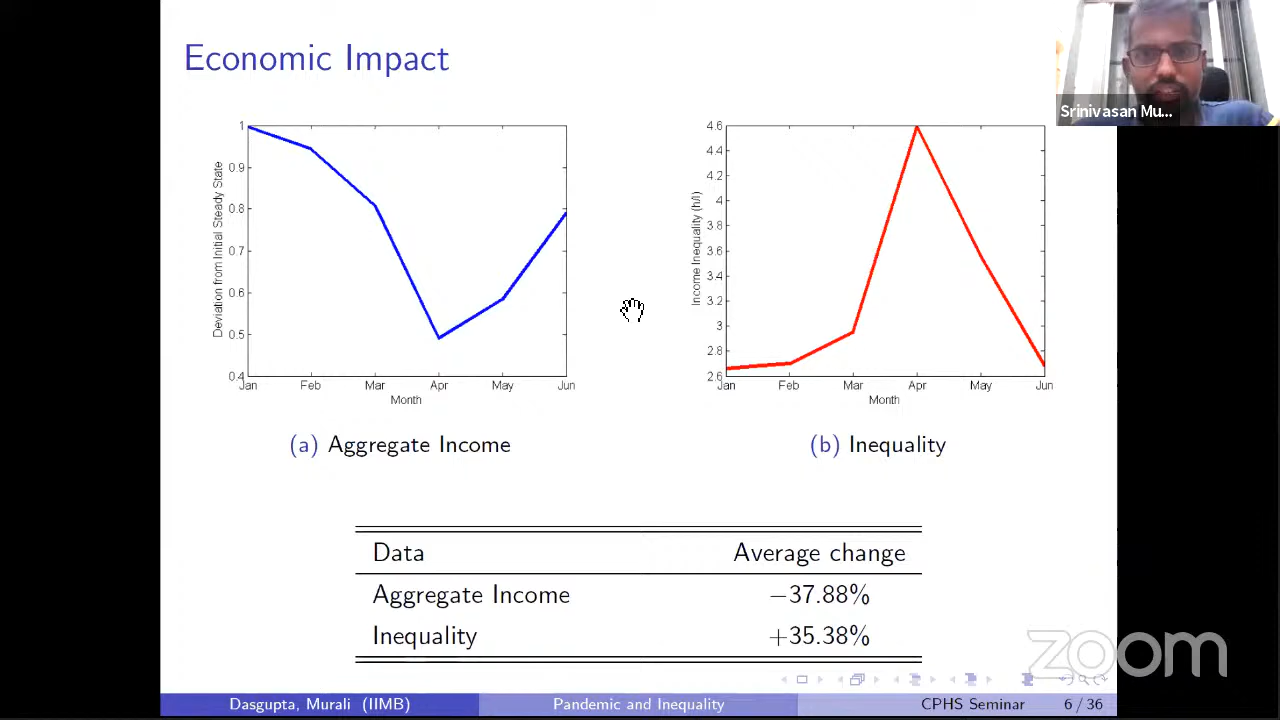 Economic Impact
Srinivasan Mu...
1
0.9
0.8
0.7
0.6
0.5
0.4
Deviation from Initial Steady State
Jan Feb Mar Apr May Jun
Month
(a) Aggregate Income
4.6
4.4
4.2
4
3.8
3.6
3.4
3.2
3
2.8
2.6
Income Inequality (h/l)
Jan Feb Mar Apr May Jun
Month
(b) Inequality
Data Average change
Aggregate Income −37.88%
Inequality +35.38%
zoom
Dasgupta, Murali (IIMB) Pandemic and Inequality CPHS Seminar 6 / 36